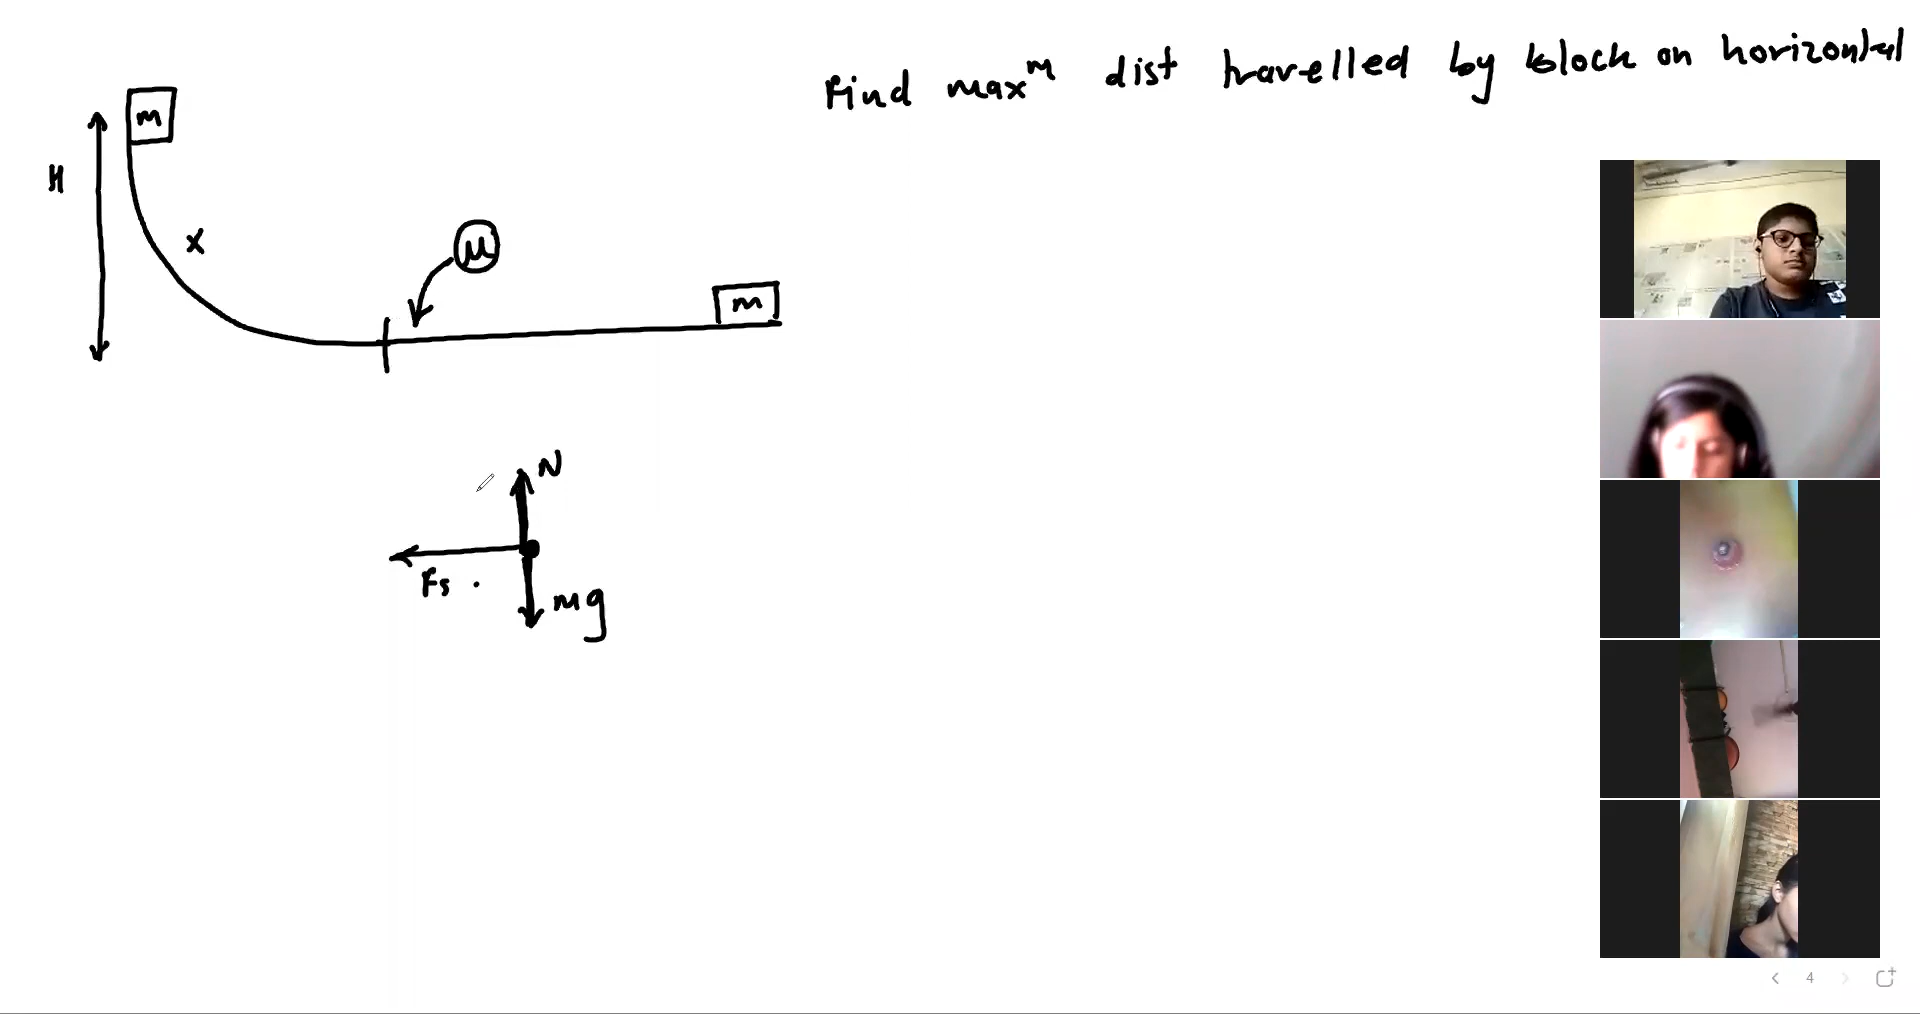 Find max^m dist travelled by block on horizontal
m
H
x
μ
m
N
Fs .
mg
4